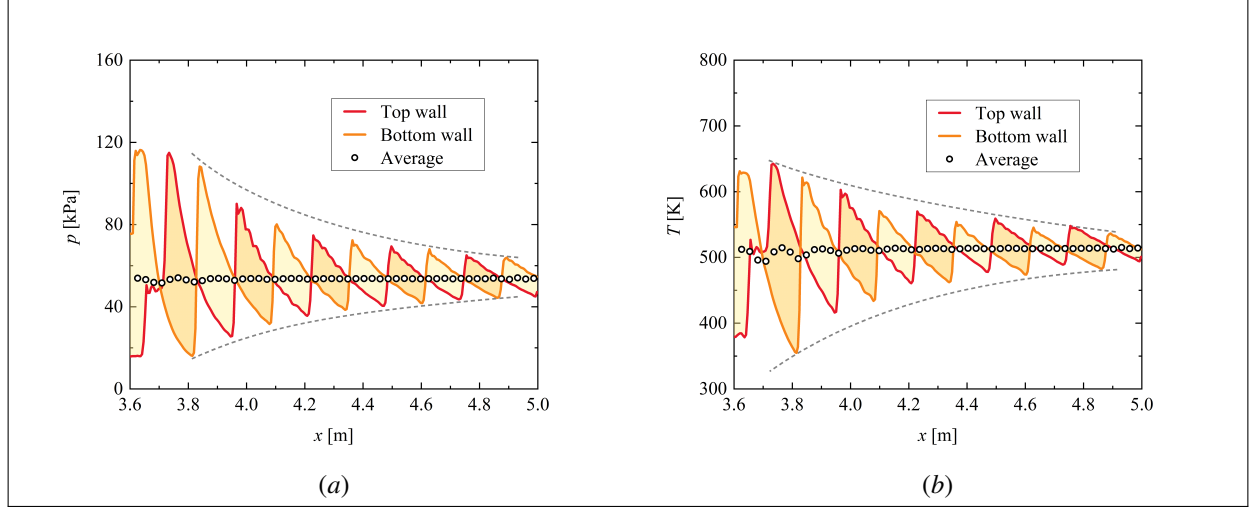 160
120
80
40
0
p [kPa]
Top wall
Bottom wall
Average
3.6 3.8 4.0 4.2 4.4 4.6 4.8 5.0
x [m]
(a)
800
700
600
500
400
300
T [K]
Top wall
Bottom wall
Average
3.6 3.8 4.0 4.2 4.4 4.6 4.8 5.0
x [m]
(b)